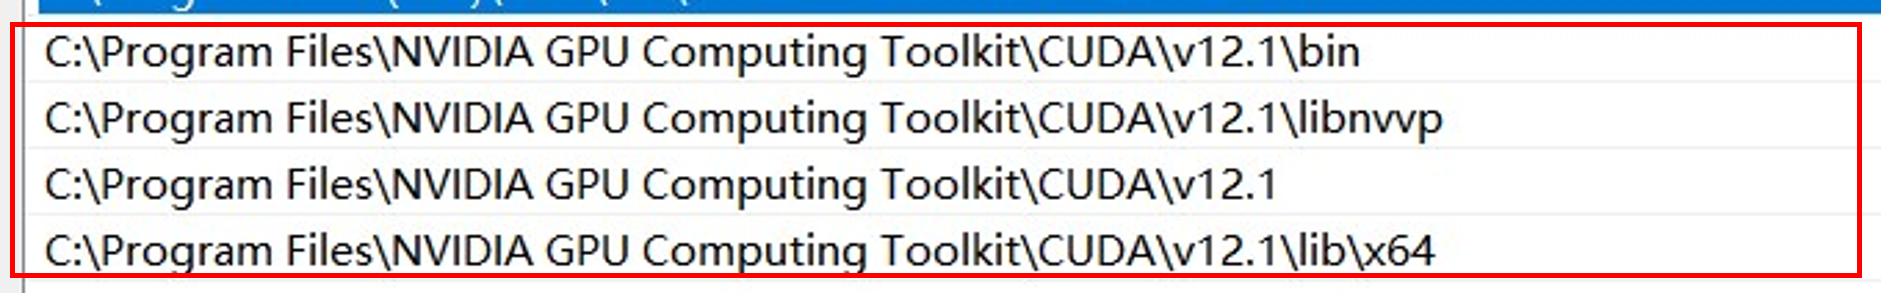 C:\Program Files\NVIDIA GPU Computing Toolkit\CUDA\v12.1\bin
C:\Program Files\NVIDIA GPU Computing Toolkit\CUDA\v12.1\libnvvp
C:\Program Files\NVIDIA GPU Computing Toolkit\CUDA\v12.1
C:\Program Files\NVIDIA GPU Computing Toolkit\CUDA\v12.1\lib\x64